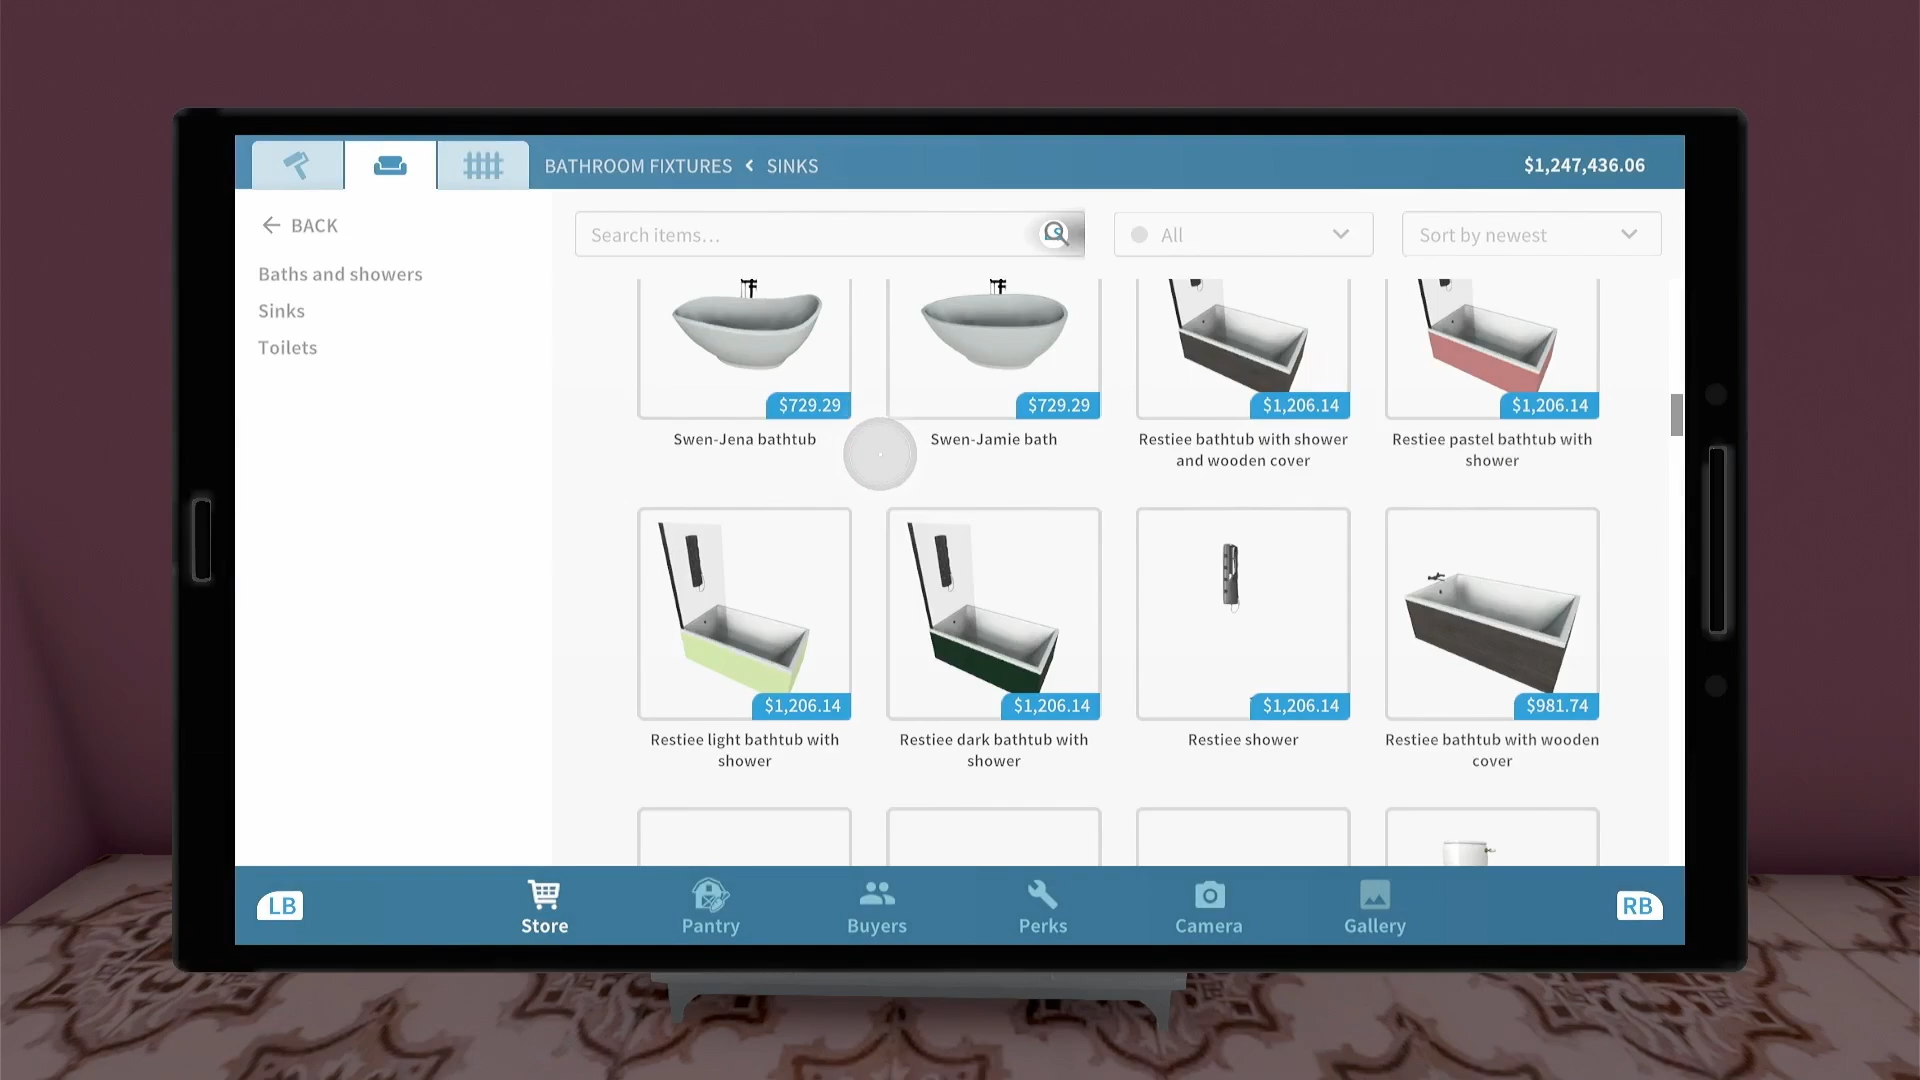 BATHROOM FIXTURES < SINKS
$1,247,436.06
BACK
Search items...
All
Sort by newest
Baths and showers
Sinks
Toilets
$729.29
$729.29
$1,206.14
$1,206.14
Swen-Jena bathtub
Swen-Jamie bath
Restiee bathtub with shower
and wooden cover
Restiee pastel bathtub with
shower
$1,206.14
$1,206.14
$1,206.14
$981.74
Restiee light bathtub with
shower
Restiee dark bathtub with
shower
Restiee shower
Restiee bathtub with wooden
cover
LB
Store
Pantry
Buyers
Perks
Camera
Gallery
RB